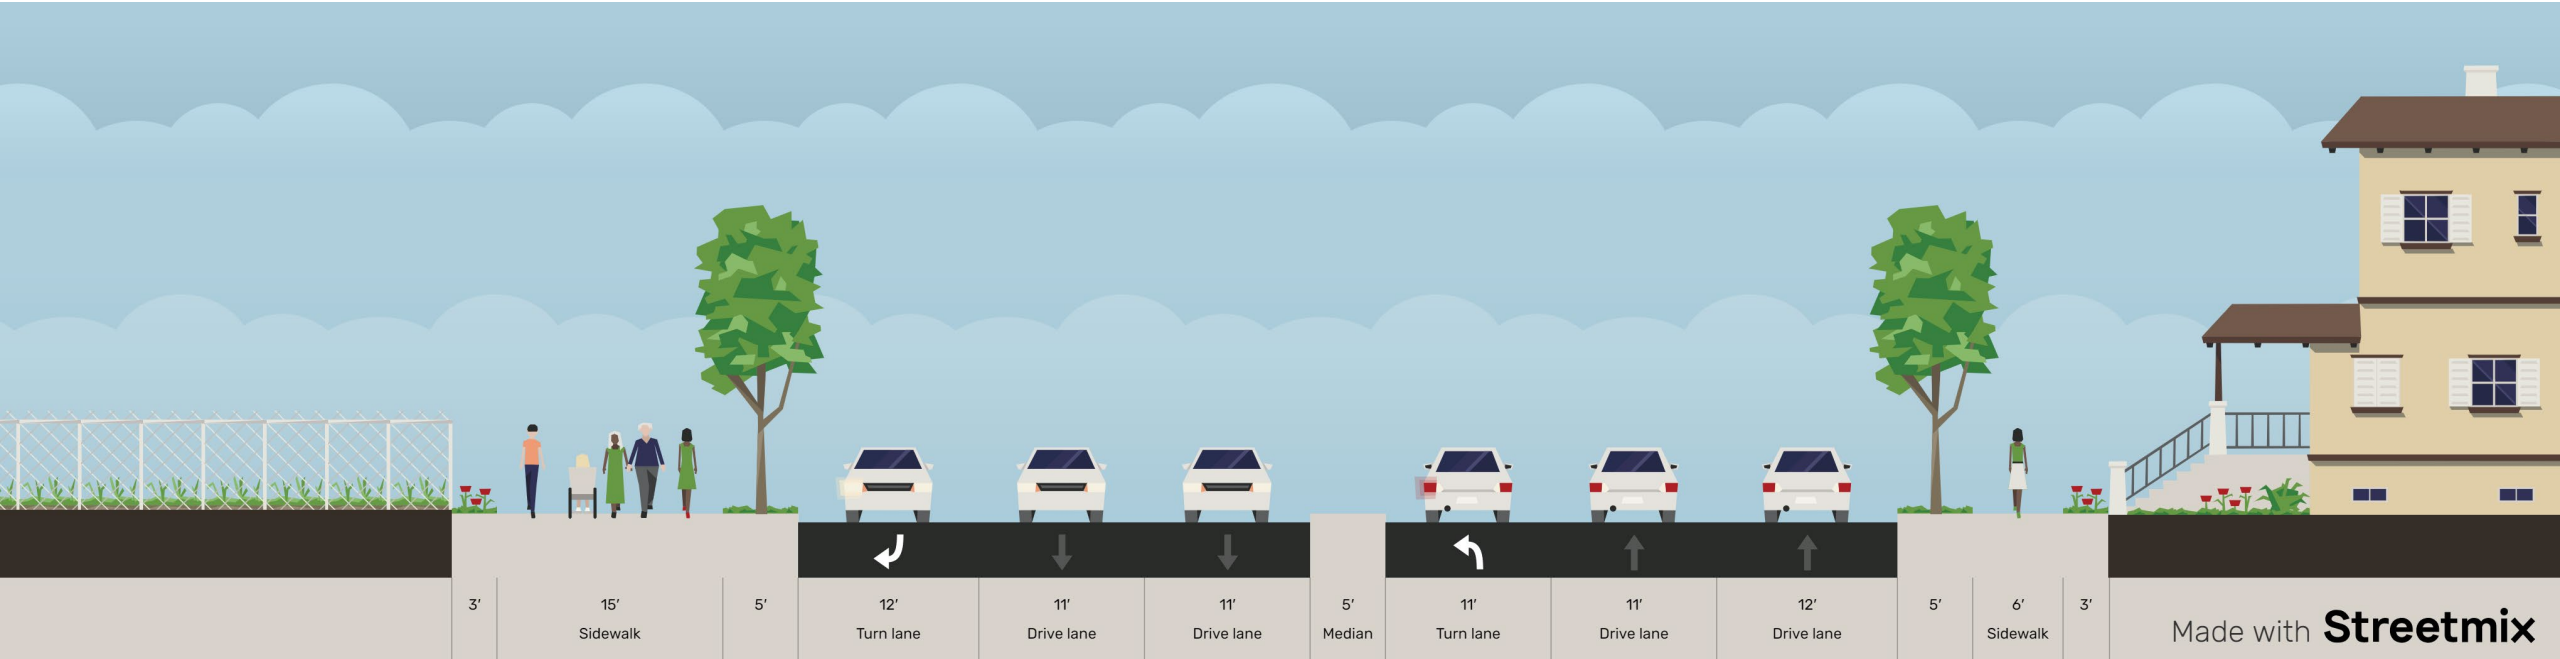 3′
15′
5′
12′
11′
11′
5′
11′
11′
12′
5′
6′
3′
Sidewalk
Turn lane
Drive lane
Drive lane
Median
Turn lane
Drive lane
Drive lane
Sidewalk
Made with Streetmix